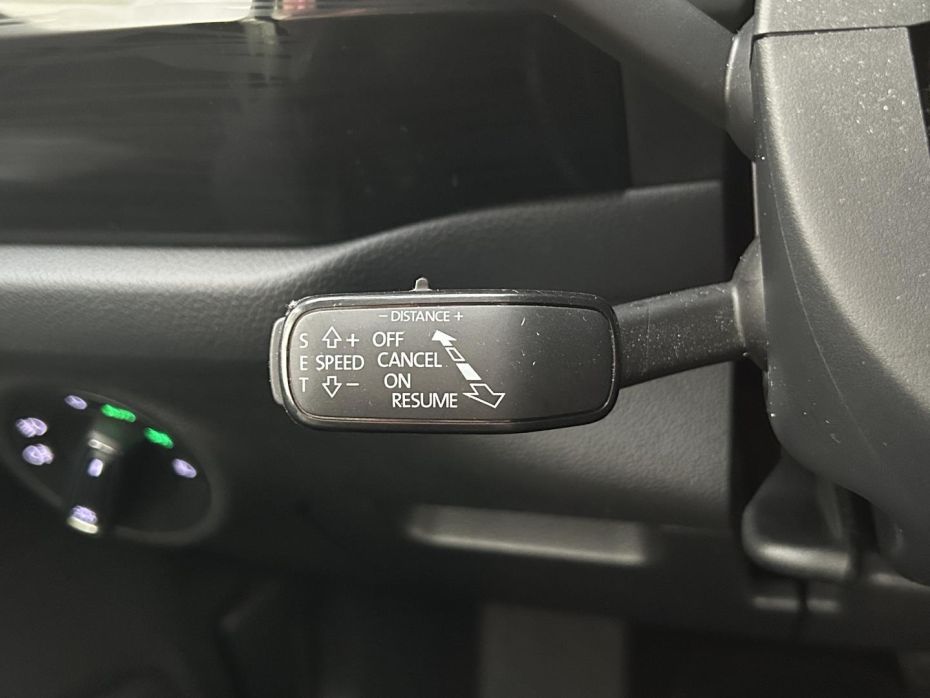 - DISTANCE +
S + OFF
E SPEED CANCEL
T - ON
RESUME